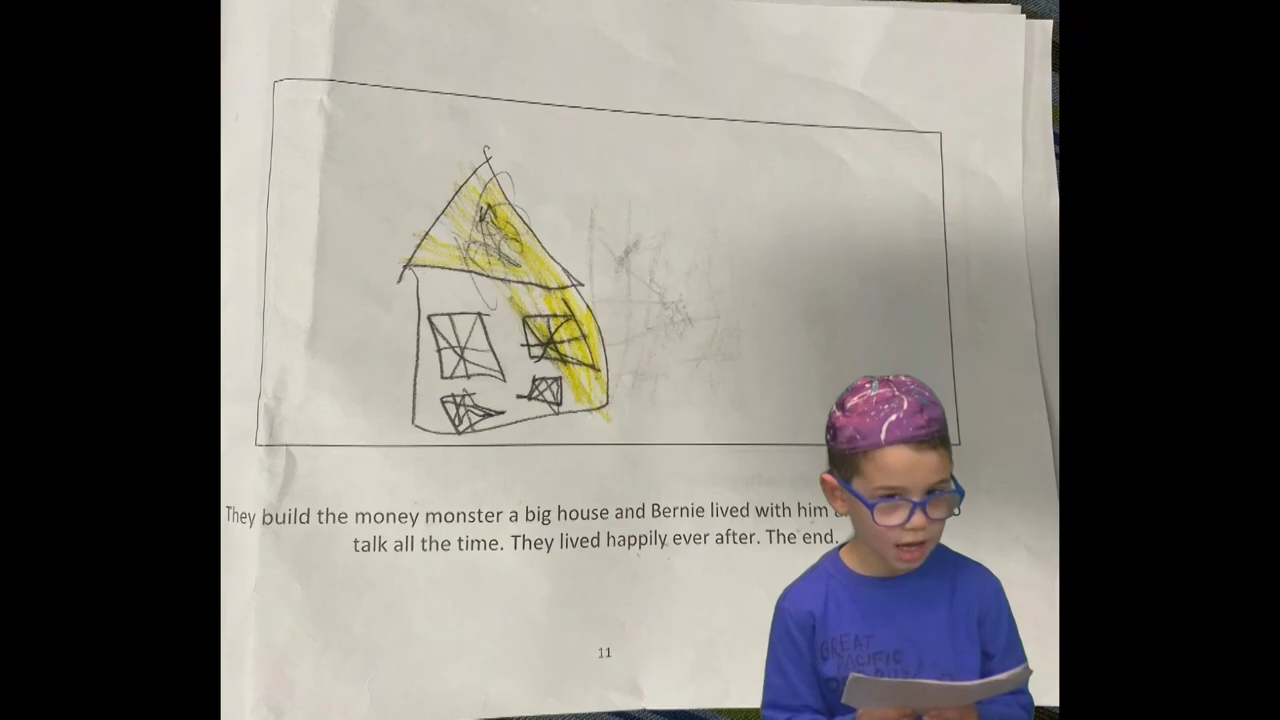 They build the money monster a big house and Bernie lived with him
talk all the time. They lived happily ever after. The end.
11
GREAT
PACIFIC